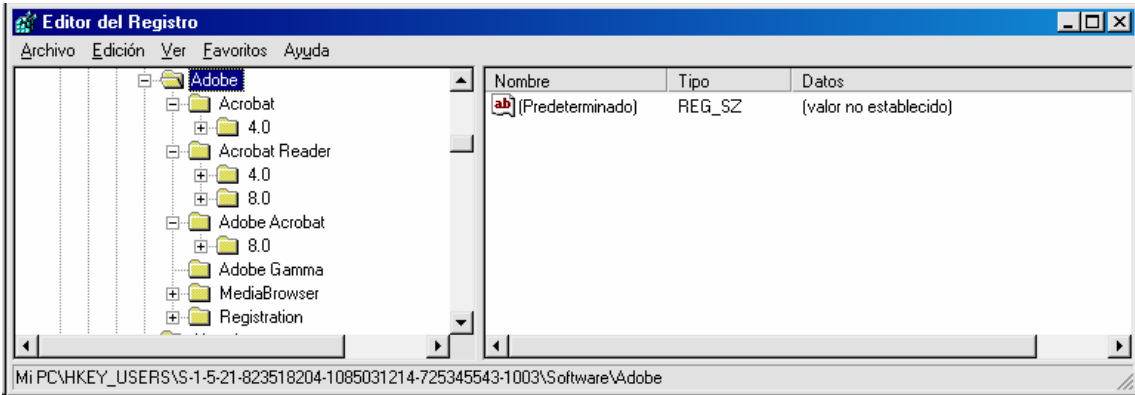 Editor del Registro
Archivo Edición Ver Favoritos Ayuda
Adobe
Acrobat
4.0
Acrobat Reader
4.0
8.0
Adobe Acrobat
8.0
Adobe Gamma
MediaBrowser
Registration
Nombre Tipo Datos
ab (Predeterminado) REG_SZ (valor no establecido)
Mi PC\HKEY_USERS\S-1-5-21-823518204-1085031214-725345543-1003\Software\Adobe